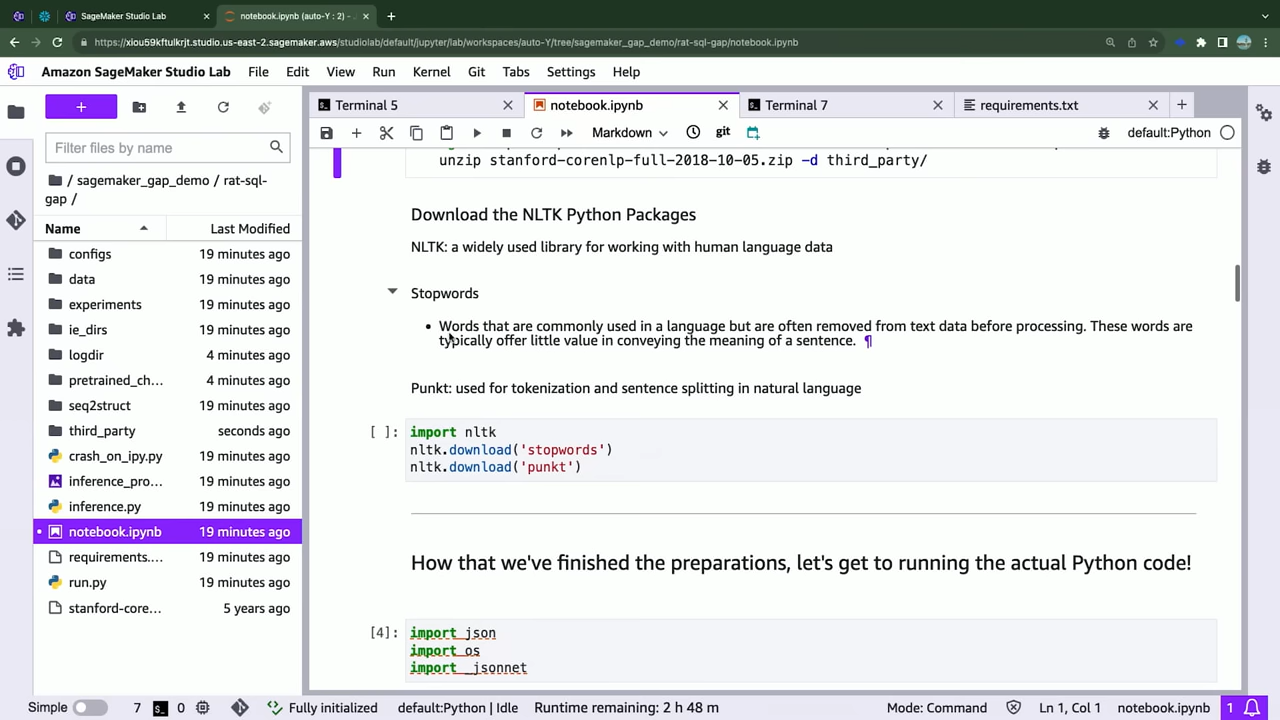 SageMaker Studio Lab
notebook.ipynb (auto-Y : 2) -
https://xiou59kftulkrjt.studio.us-east-2.sagemaker.aws/studiolab/default/jupyter/lab/workspaces/auto-Y/tree/sagemaker_gap_demo/rat-sql-gap/notebook.ipynb
Amazon SageMaker Studio Lab
File Edit View Run Kernel Git Tabs Settings Help
Terminal 5
notebook.ipynb
Terminal 7
requirements.txt
Markdown
git
default:Python
Filter files by name
/ sagemaker_gap_demo / rat-sql-
gap /
Name Last Modified
configs 19 minutes ago
data 19 minutes ago
experiments 19 minutes ago
ie_dirs 19 minutes ago
logdir 4 minutes ago
pretrained_ch... 4 minutes ago
seq2struct 19 minutes ago
third_party seconds ago
crash_on_ipy.py 19 minutes ago
inference_pro... 19 minutes ago
inference.py 19 minutes ago
notebook.ipynb 19 minutes ago
requirements.... 19 minutes ago
run.py 19 minutes ago
stanford-core... 5 years ago
unzip stanford-corenlp-full-2018-10-05.zip -d third_party/
Download the NLTK Python Packages
NLTK: a widely used library for working with human language data
Stopwords
• Words that are commonly used in a language but are often removed from text data before processing. These words are
typically offer little value in conveying the meaning of a sentence. ¶
Punkt: used for tokenization and sentence splitting in natural language
[ ]: import nltk
nltk.download('stopwords')
nltk.download('punkt')
How that we've finished the preparations, let's get to running the actual Python code!
[4]: import json
import os
import _jsonnet
Simple 7 0 Fully initialized default:Python | Idle Runtime remaining: 2 h 48 m Mode: Command Ln 1, Col 1 notebook.ipynb 1